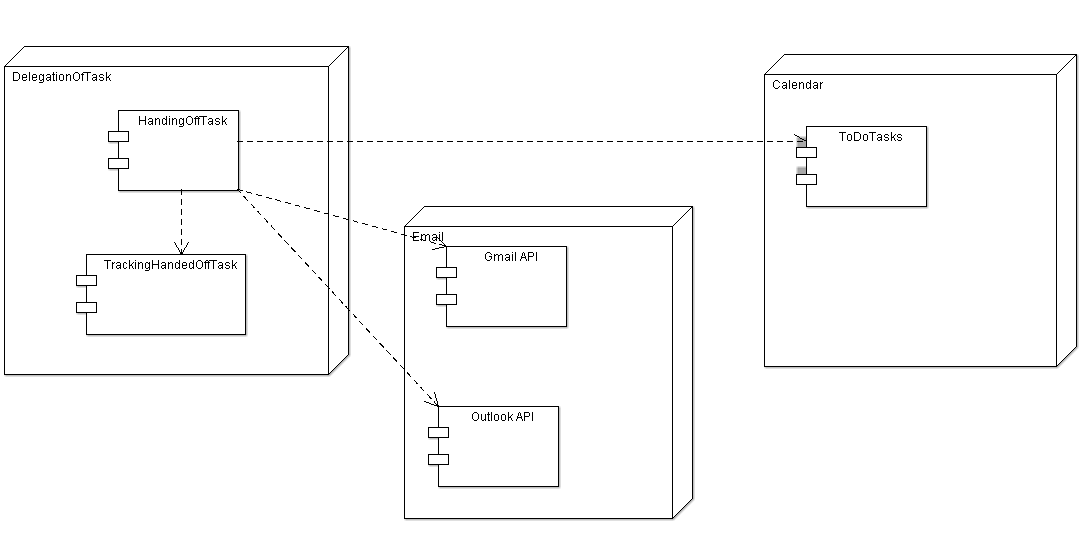 DelegationOfTask
HandingOffTask
TrackingHandedOffTask
Email
Gmail API
Outlook API
Calendar
ToDoTasks